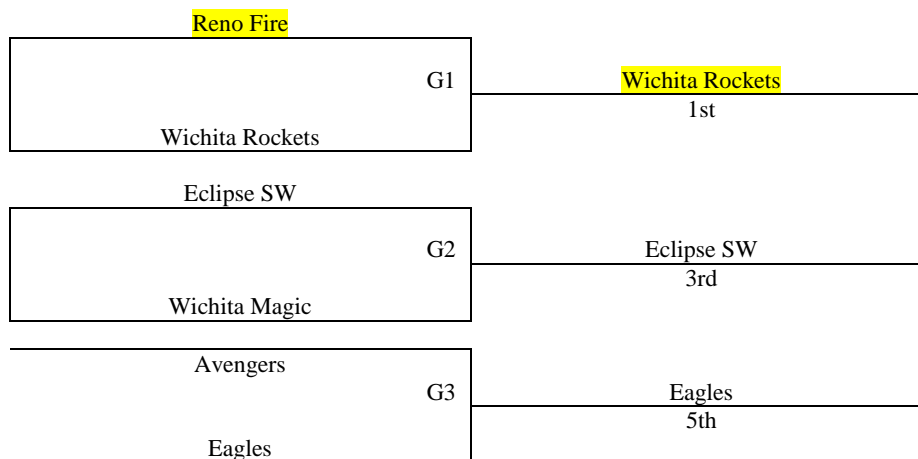 Reno Fire
G1
Wichita Rockets
1st
Wichita Rockets
Eclipse SW
G2
Eclipse SW
3rd
Wichita Magic
Avengers
G3
Eagles
5th
Eagles